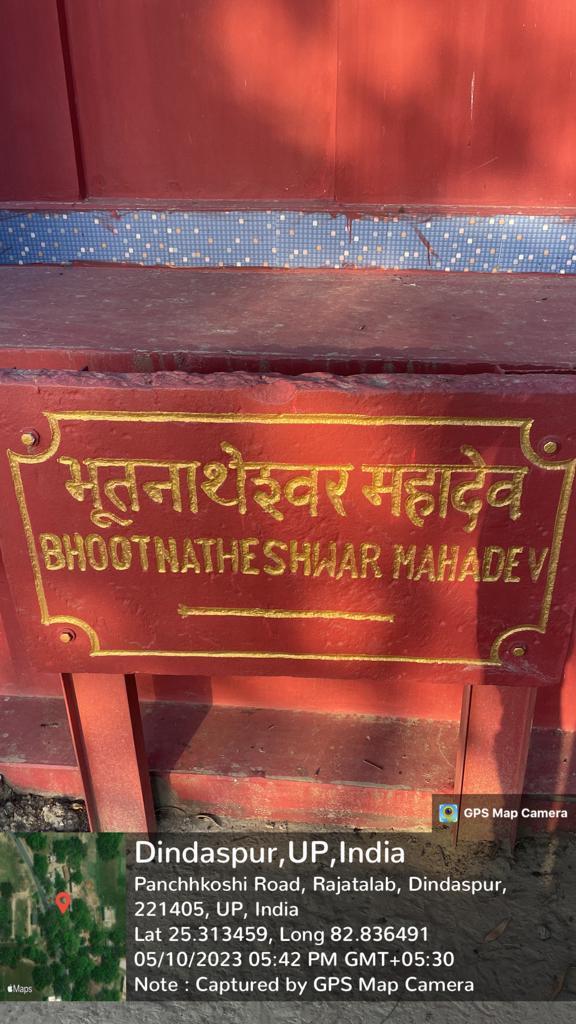 भूतनाथेश्वर महादेव
BHOOTNATHESHWAR MAHADEV
GPS Map Camera
Dindaspur,UP,India
Panchhkoshi Road, Rajatalab, Dindaspur,
221405, UP, India
Lat 25.313459, Long 82.836491
05/10/2023 05:42 PM GMT+05:30
Note : Captured by GPS Map Camera
Maps